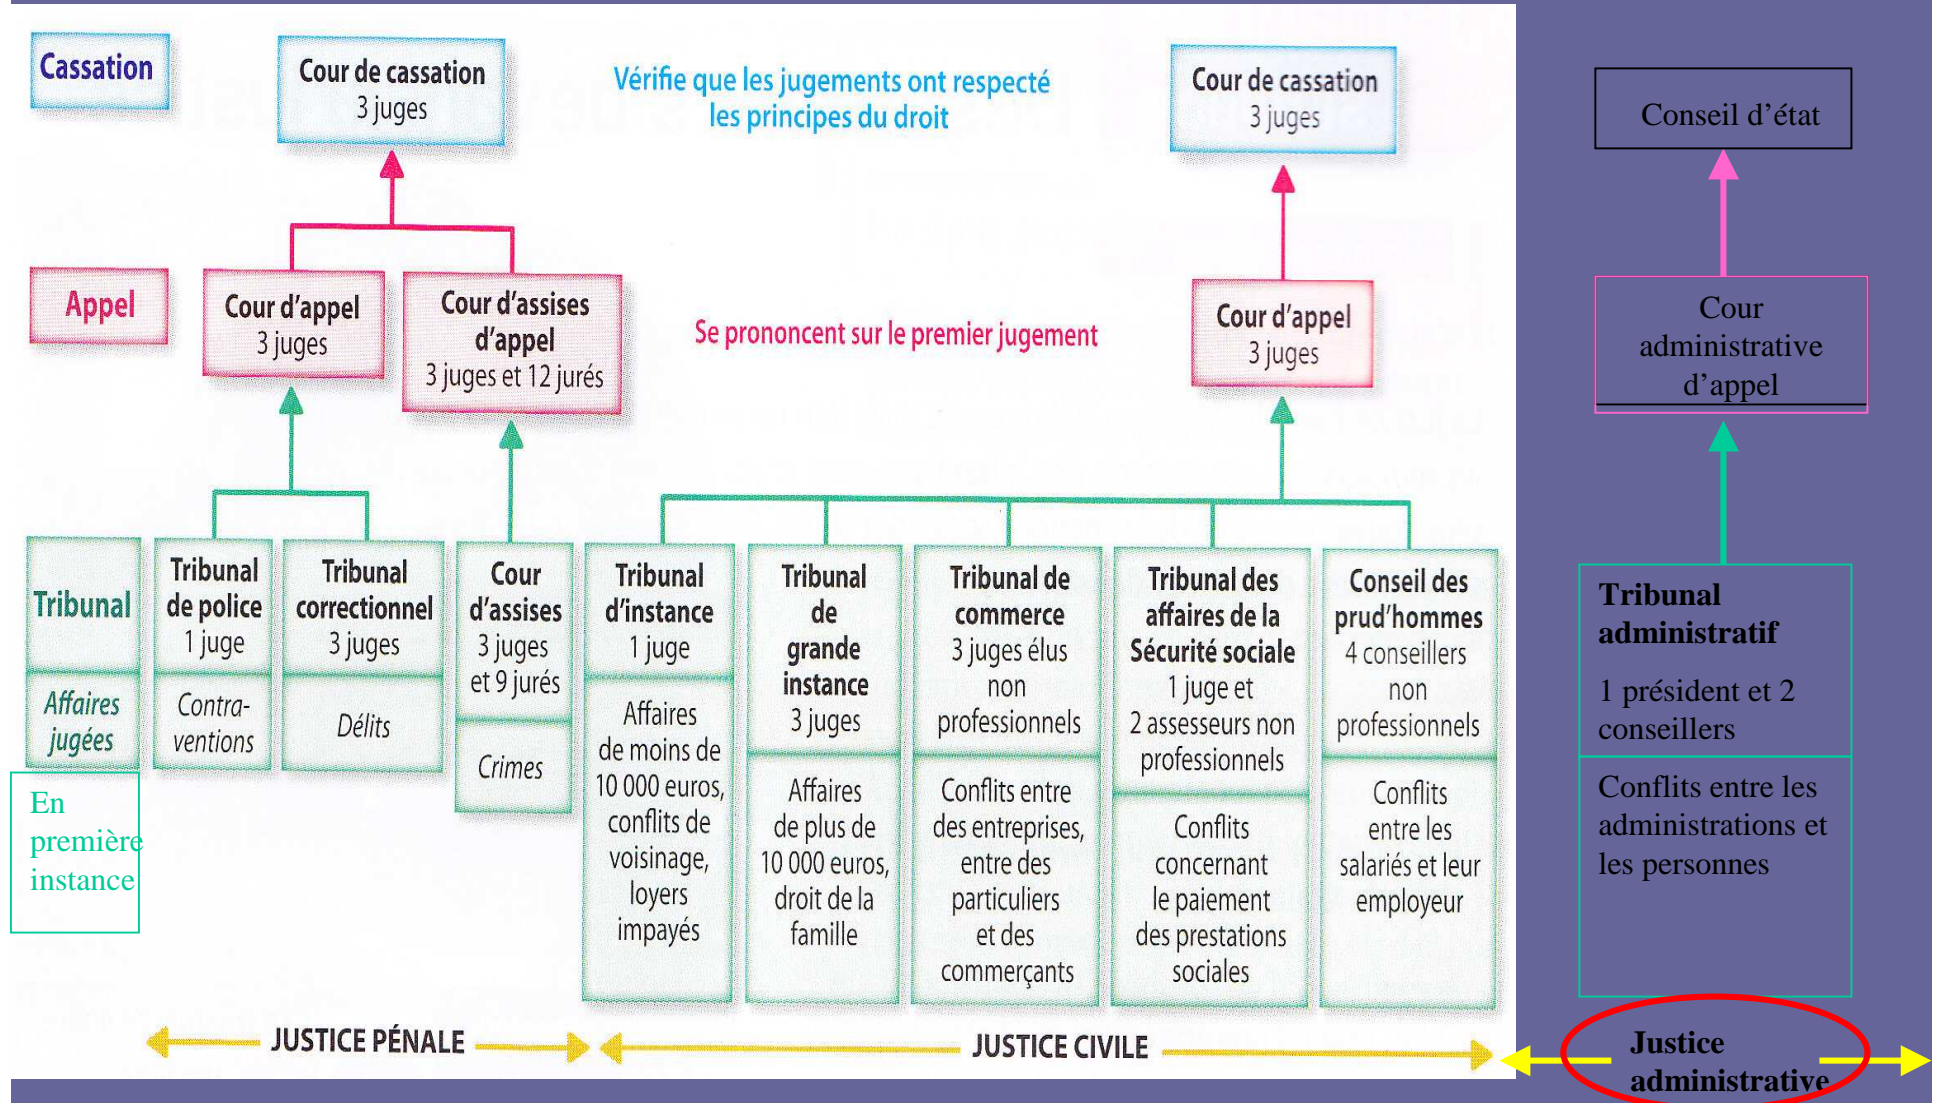 Cassation
Cour de cassation
3 juges
Vérifie que les jugements ont respecté
les principes du droit
Cour de cassation
3 juges
Conseil d’état
Appel
Cour d’appel
3 juges
Cour d’assises
d’appel
3 juges et 12 jurés
Se prononcent sur le premier jugement
Cour d’appel
3 juges
Cour
administrative
d’appel
Tribunal
Tribunal
de police
1 juge
Tribunal
correctionnel
3 juges
Cour
d’assises
3 juges
et 9 jurés
Tribunal
d’instance
1 juge
Tribunal
de
grande
instance
3 juges
Tribunal de
commerce
3 juges élus
non
professionnels
Tribunal des
affaires de la
Sécurité sociale
1 juge et
2 assesseurs non
professionnels
Conseil des
prud’hommes
4 conseillers
non
professionnels
Tribunal
administratif
1 président et 2
conseillers
Affaires
jugées
Contra-
ventions
Délits
Crimes
Affaires
de moins de
10 000 euros,
conflits de
voisinage,
loyers
impayés
Affaires
de plus de
10 000 euros,
droit de la
famille
Conflits entre
des entreprises,
entre des
particuliers
et des
commerçants
Conflits
concernant
le paiement
des prestations
sociales
Conflits
entre les
salariés et leur
employeur
Conflits entre les
administrations et
les personnes
En
première
instance
JUSTICE PÉNALE
JUSTICE CIVILE
Justice
administrative